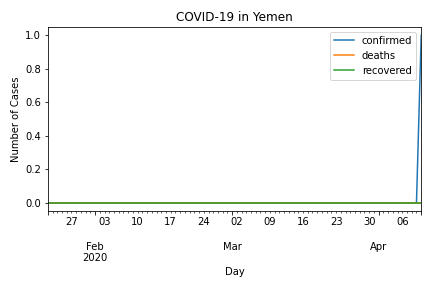 COVID-19 in Yemen
confirmed
deaths
recovered
Number of Cases
1.0
0.8
0.6
0.4
0.2
0.0
27 03 10 17 24 02 09 16 23 30 06
Feb Mar Apr
2020
Day